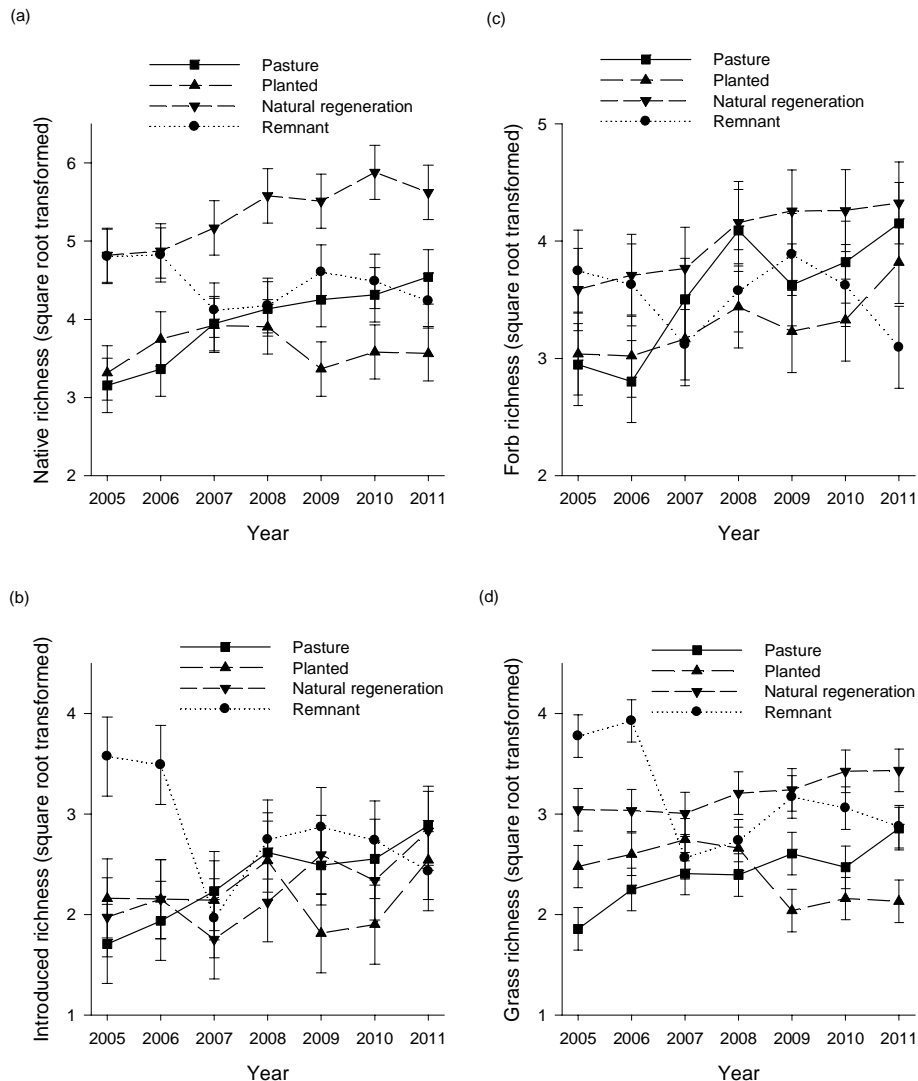 (a)
Pasture
Planted
Natural regeneration
Remnant
Native richness (square root transformed)
6
5
4
3
2
2005 2006 2007 2008 2009 2010 2011
Year
(c)
Pasture
Planted
Natural regeneration
Remnant
Forb richness (square root transformed)
5
4
3
2
2005 2006 2007 2008 2009 2010 2011
Year
(b)
Pasture
Planted
Natural regeneration
Remnant
Introduced richness (square root transformed)
4
3
2
1
2005 2006 2007 2008 2009 2010 2011
Year
(d)
Pasture
Planted
Natural regeneration
Remnant
Grass richness (square root transformed)
4
3
2
1
2005 2006 2007 2008 2009 2010 2011
Year